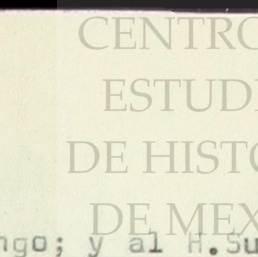 CENTRO
ESTUDI
DE HISTO
DE MEX
ngo; y al H.Su